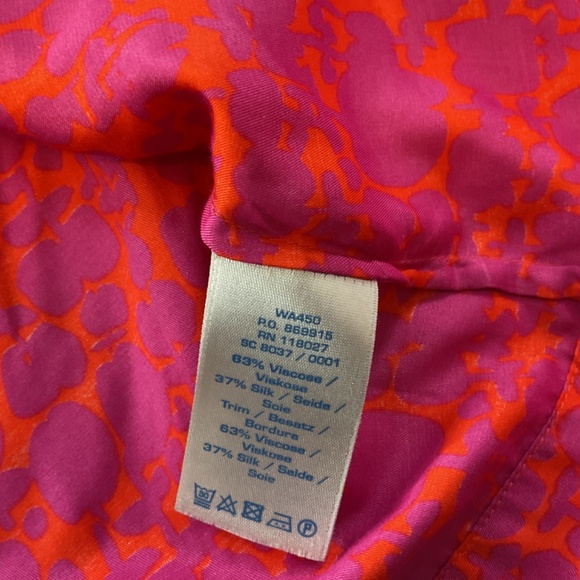 WA450
P.O. 869915
RN 118027
SC 8037 / 0001
63% Viscose /
Viskose
37% Silk / Seide /
Soie
Trim / Besatz /
Bordure
63% Viscose /
Viskose
37% Silk / Seide /
Soie